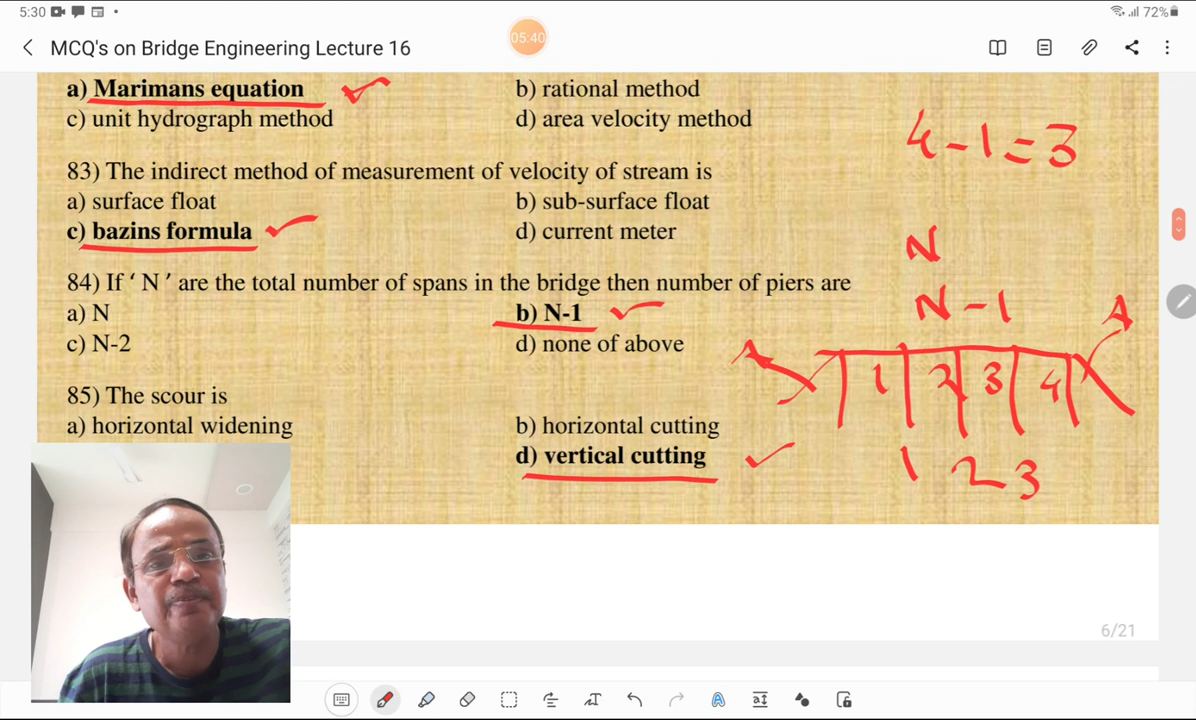 5:30
72%
05:40
MCQ's on Bridge Engineering Lecture 16
a) Marimans equation
b) rational method
c) unit hydrograph method
d) area velocity method
4-1=3
83) The indirect method of measurement of velocity of stream is
a) surface float
b) sub-surface float
c) bazins formula
d) current meter
N
84) If ‘ N ’ are the total number of spans in the bridge then number of piers are
a) N
b) N-1
N-1
A
c) N-2
d) none of above
A
1 2 3 4
85) The scour is
a) horizontal widening
b) horizontal cutting
d) vertical cutting
1 2 3
6/21